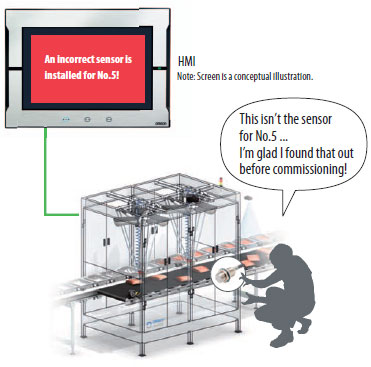 An incorrect sensor is
installed for No.5!
HMI
Note: Screen is a conceptual illustration.
This isn't the sensor
for No.5 ...
I'm glad I found that out
before commissioning!